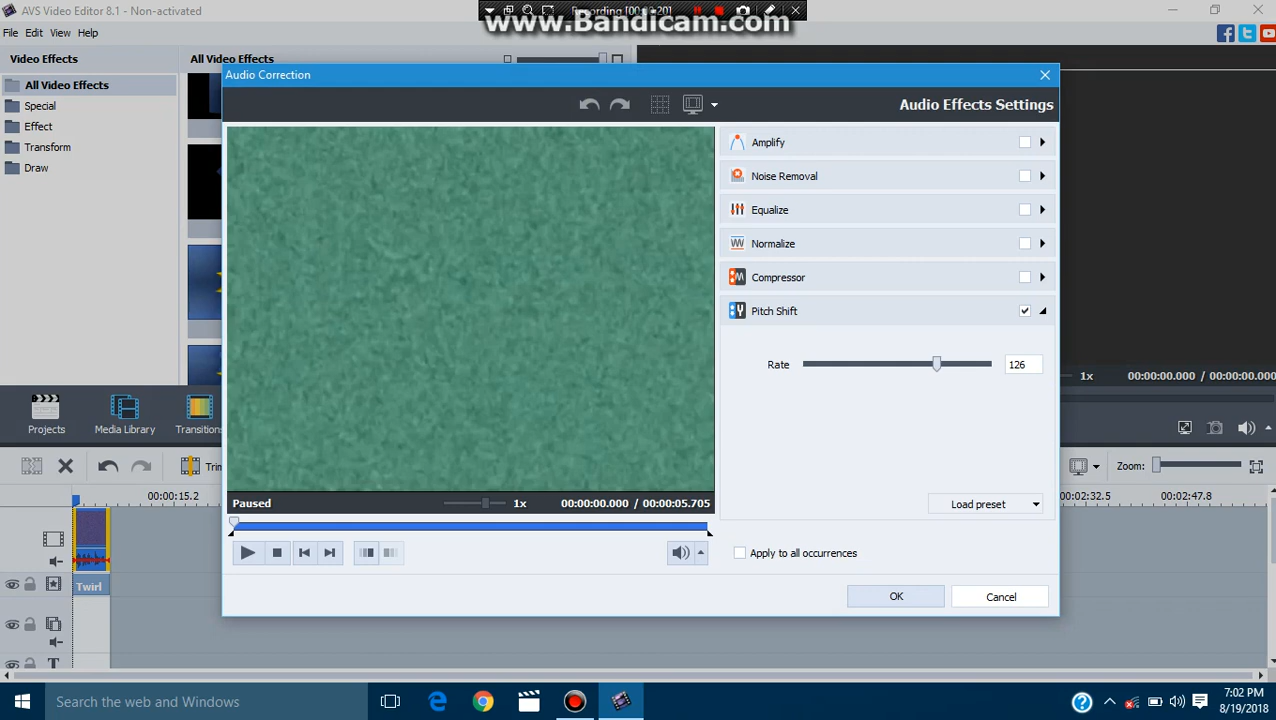 AVS Video Editor 8.1 - Non-activated
www.Bandicam.com
File Edit View Help
Video Effects
All Video Effects
All Video Effects
Special
Effect
Transform
Draw
Audio Correction
Audio Effects Settings
Amplify
Noise Removal
Equalize
Normalize
Compressor
Pitch Shift
Rate
126
Load preset
Paused
1x
00:00:00.000 / 00:00:05.705
Apply to all occurrences
OK
Cancel
1x
00:00:00.000 / 00:00:00.000
Projects
Media Library
Transition
Trim
Zoom:
00:00:15.2
00:02:32.5
00:02:47.8
Twirl
T
Search the web and Windows
7:02 PM
8/19/2018